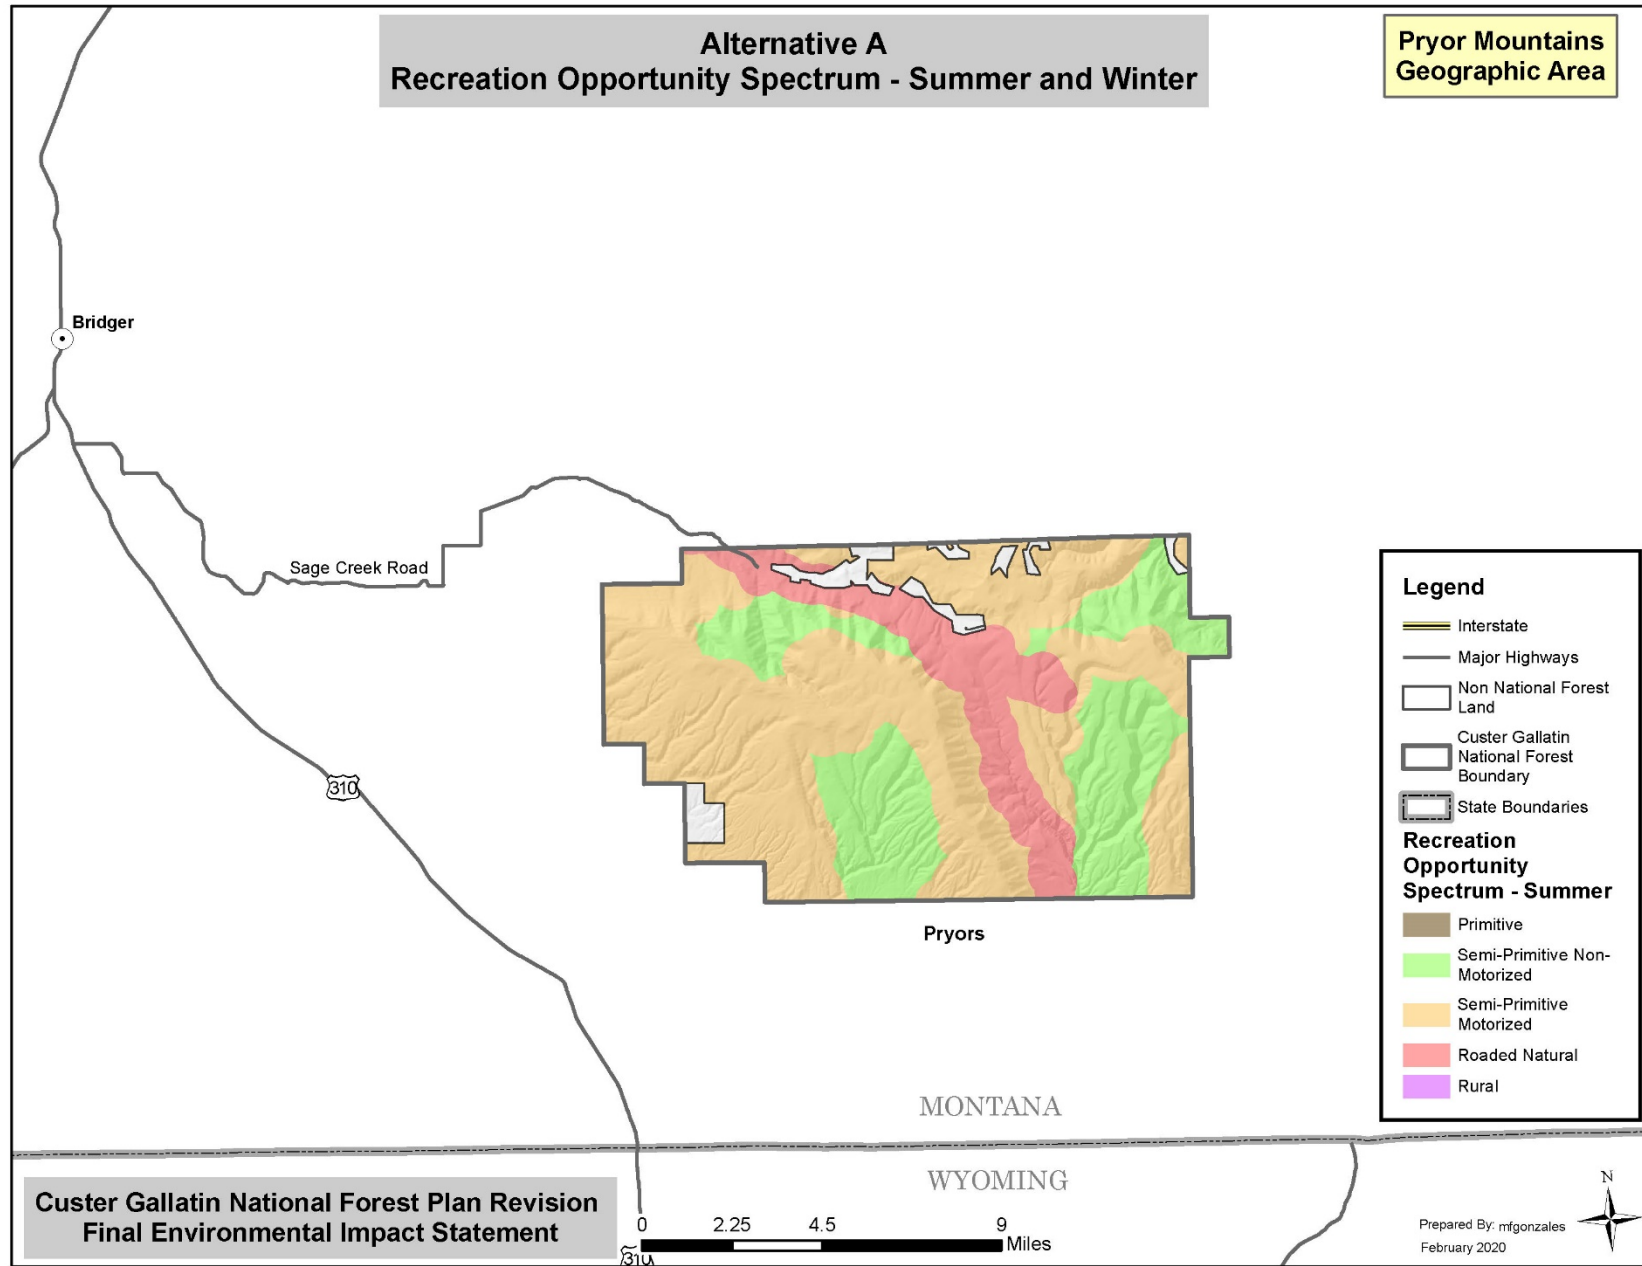 Alternative A
Recreation Opportunity Spectrum - Summer and Winter
Pryor Mountains
Geographic Area
Bridger
Sage Creek Road
310
Pryors
MONTANA
WYOMING
Legend
Interstate
Major Highways
Non National Forest
Land
Custer Gallatin
National Forest
Boundary
State Boundaries
Recreation
Opportunity
Spectrum - Summer
Primitive
Semi-Primitive Non-
Motorized
Semi-Primitive
Motorized
Roaded Natural
Rural
Custer Gallatin National Forest Plan Revision
Final Environmental Impact Statement
0 2.25 4.5 9
Miles
310
N
Prepared By: mfgonzales
February 2020